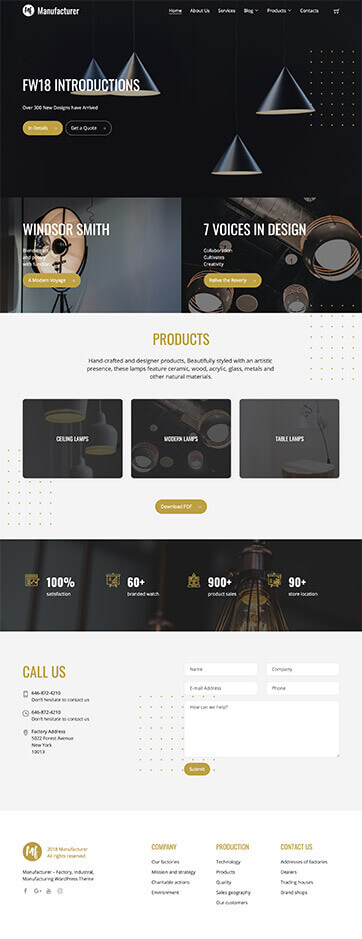 Mf Manufacturer
Home About Us Services Blog Products Contacts
FW18 INTRODUCTIONS
Over 300 New Designs have Arrived
In Details
Get a Quote
WINDSOR SMITH
with function
A Modern Voyage
7 VOICES IN DESIGN
Collaboration
Cultivates
Creativity
Relive the Reverly
PRODUCTS
Hand-crafted and designer products, Beautifully styled with an artistic
presence, these lamps feature ceramic, wood, acrylic, glass, metals and
other natural materials.
CEILING LAMPS
MODERN LAMPS
TABLE LAMPS
Download PDF
100%
satisfaction
60+
branded watch
900+
product sales
90+
store location
CALL US
646-872-4210
Don't hesitate to contact us
646-872-4210
Don't hesitate to contact us
Factory Address
5022 Forest Avenue
New York
10013
Name
Company
E-mail Address
Phone
How can we help?
Submit
Mf
2018 Manufacturer
All rights reserved.
Manufacturer – Factory, Industrial,
Manufacturing WordPress Theme
COMPANY
Our factories
Mission and strategy
Charitable actions
Environment
PRODUCTION
Technology
Products
Quality
Sales geography
Our customers
CONTACT US
Addresses of factories
Dealers
Trading houses
Brand shops